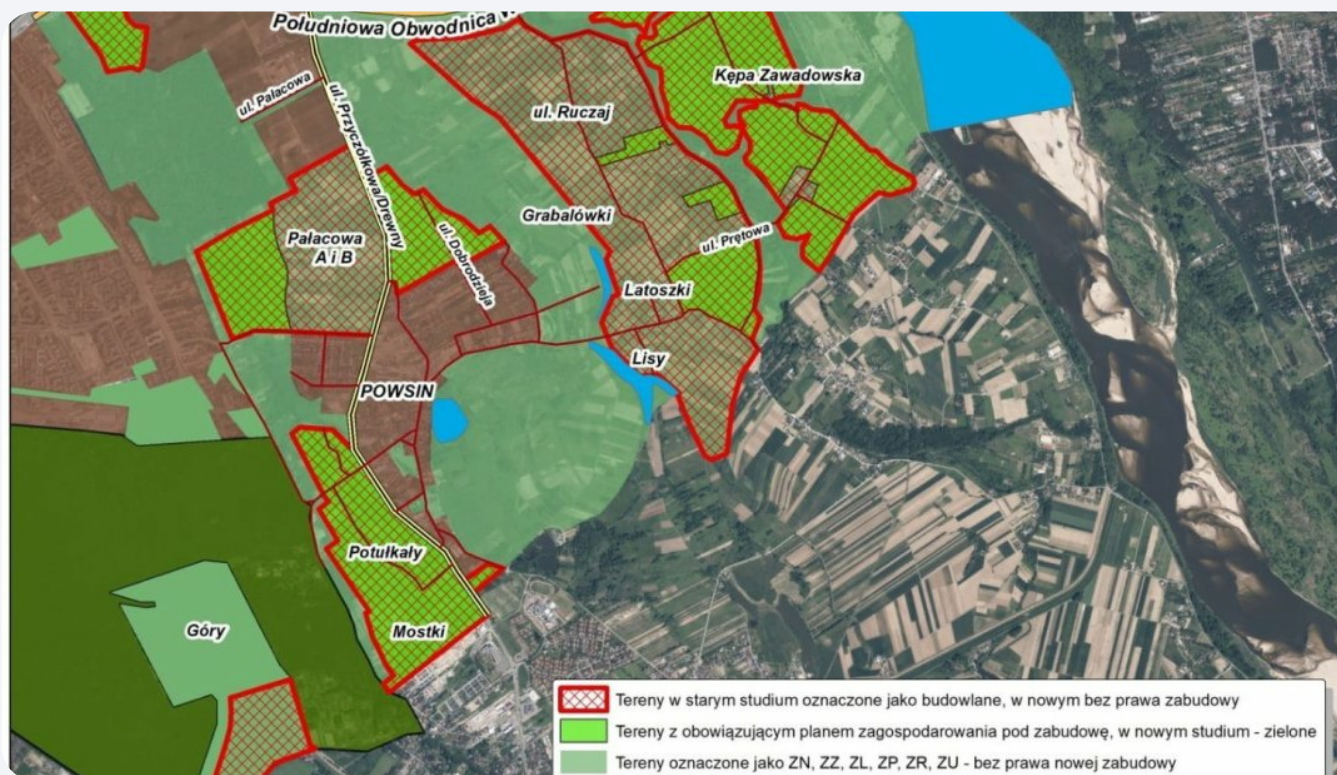 Południowa Obwodnica
ul. Pałacowa
ul. Przyczółkowa/Drewny
Kępa Zawadowska
ul. Ruczaj
Grabalówki
Pałacowa
A i B
ul. Dobrodzieja
ul. Prętowa
Latoszki
Lisy
POWSIN
Potułkały
Mostki
Góry
Tereny w starym studium oznaczone jako budowlane, w nowym bez prawa zabudowy
Tereny z obowiązującym planem zagospodarowania pod zabudowę, w nowym studium - zielone
Tereny oznaczone jako ZN, ZZ, ZL, ZP, ZR, ZU - bez prawa nowej zabudowy